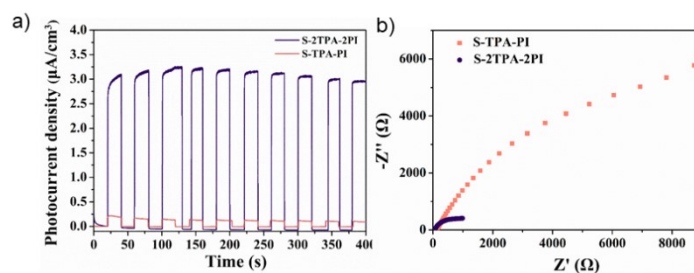 a)
S-2TPA-2PI
S-TPA-PI
Photocurrent density (μA/cm³)
4.0
3.5
3.0
2.5
2.0
1.5
1.0
0.5
0.0
0 50 100 150 200 250 300 350 400
Time (s)
b)
S-TPA-PI
S-2TPA-2PI
-Z'' (Ω)
6000
4000
2000
0
0 2000 4000 6000 8000
Z' (Ω)